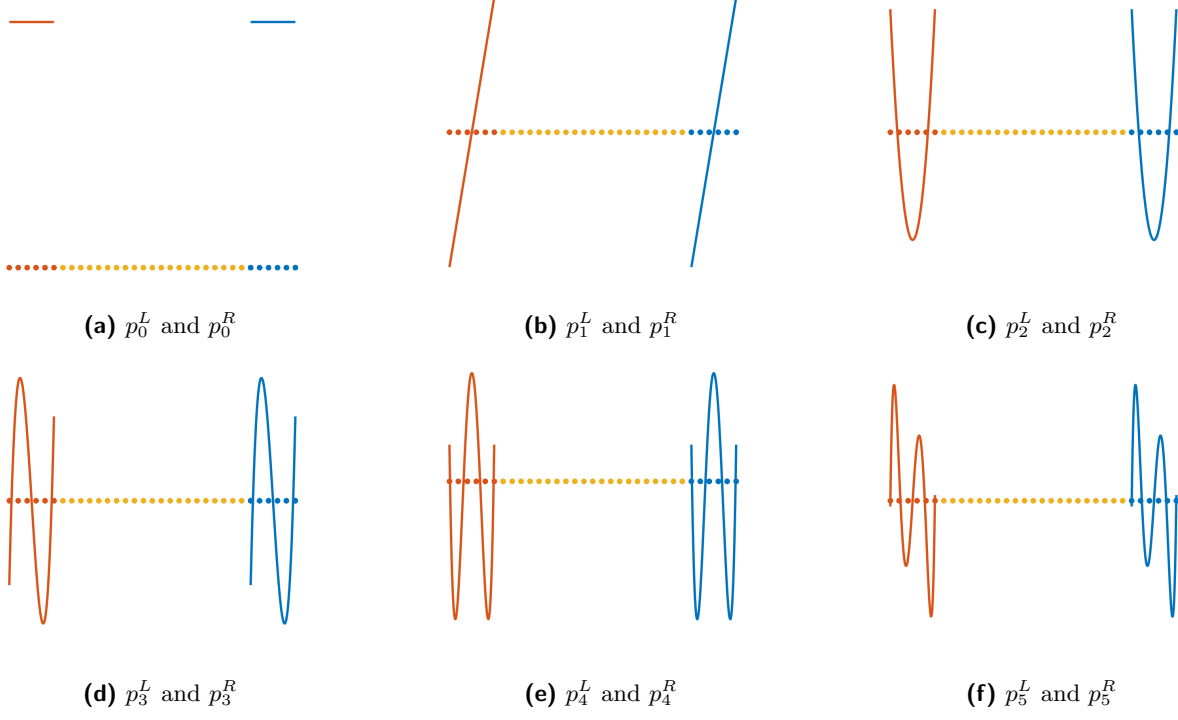 (a) $p_0^L$ and $p_0^R$
(b) $p_1^L$ and $p_1^R$
(c) $p_2^L$ and $p_2^R$
(d) $p_3^L$ and $p_3^R$
(e) $p_4^L$ and $p_4^R$
(f) $p_5^L$ and $p_5^R$